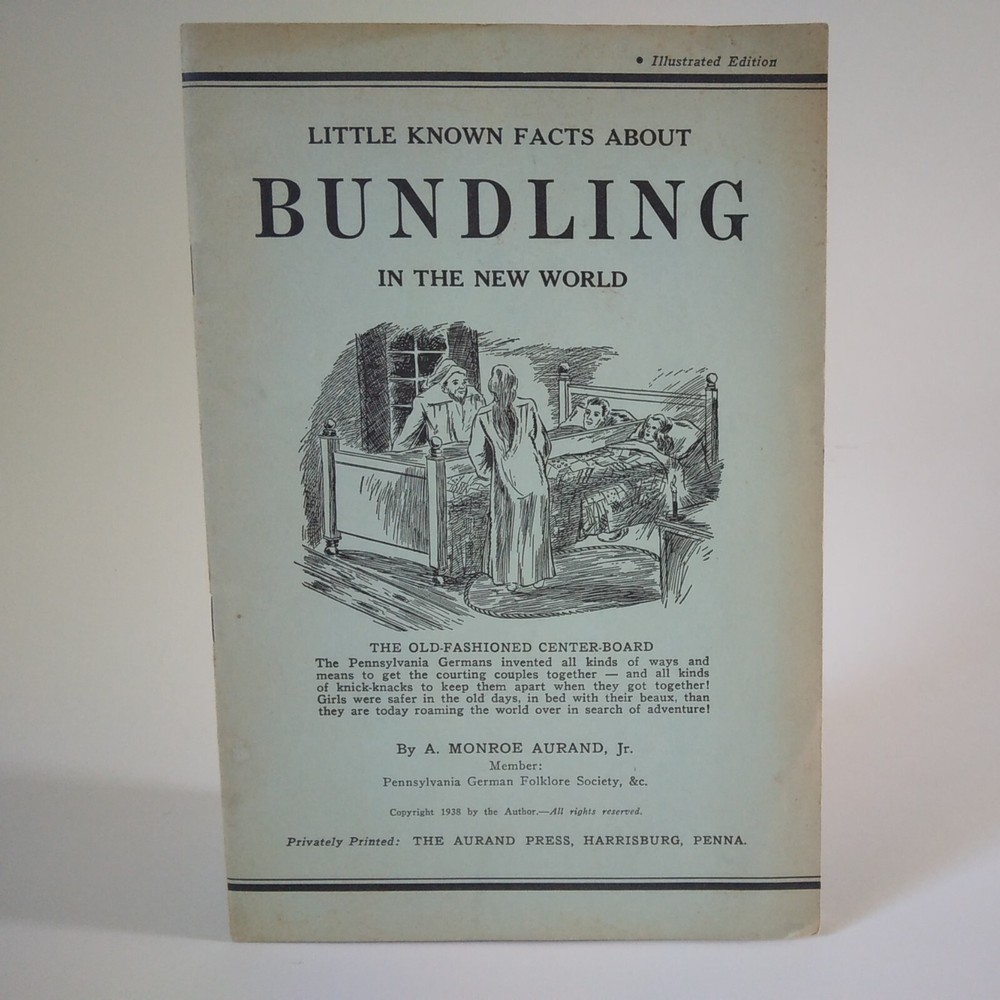 • Illustrated Edition
LITTLE KNOWN FACTS ABOUT
BUNDLING
IN THE NEW WORLD
THE OLD-FASHIONED CENTER-BOARD
The Pennsylvania Germans invented all kinds of ways and
means to get the courting couples together — and all kinds
of knick-knacks to keep them apart when they got together!
Girls were safer in the old days, in bed with their beaux, than
they are today roaming the world over in search of adventure!
By A. MONROE AURAND, Jr.
Member:
Pennsylvania German Folklore Society, &c.
Copyright 1938 by the Author.—All rights reserved.
Privately Printed: THE AURAND PRESS, HARRISBURG, PENNA.